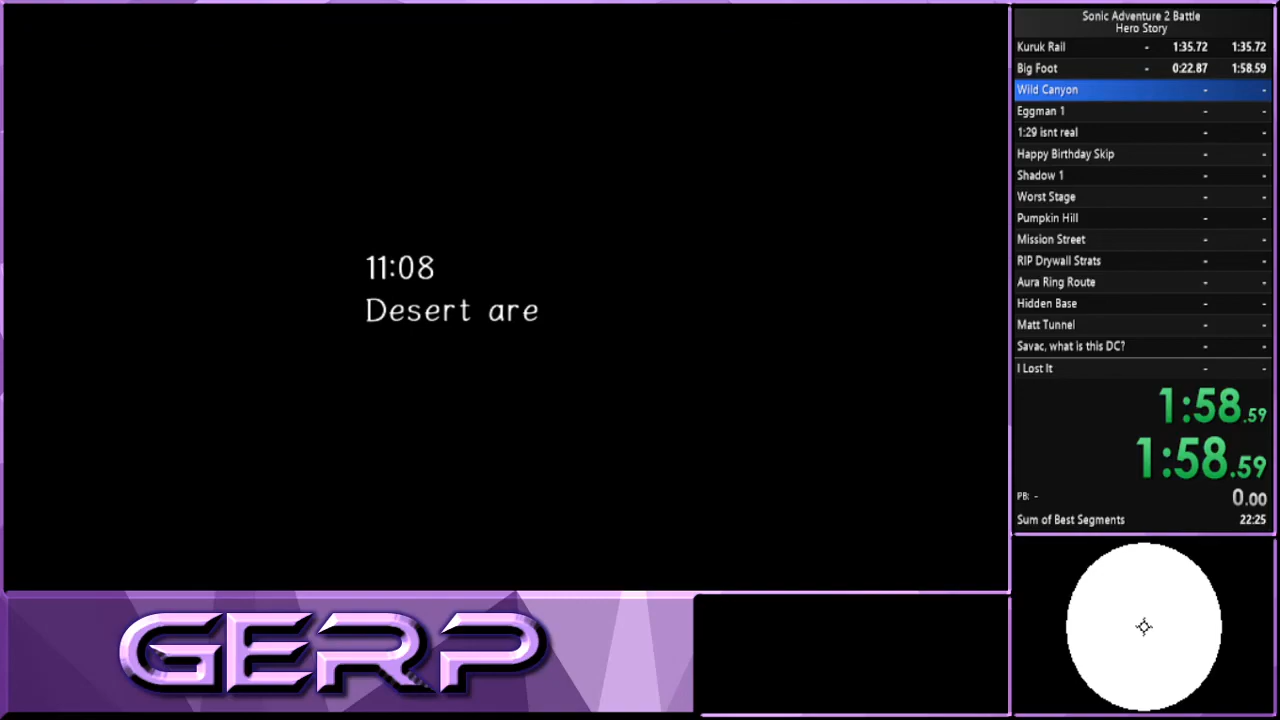 Sonic Adventure 2 Battle
Hero Story
Kuruk Rail - 1:35.72 1:35.72
Big Foot - 0:22.87 1:58.59
Wild Canyon - -
Eggman 1 - -
1:29 isnt real - -
Happy Birthday Skip - -
Shadow 1 - -
Worst Stage - -
Pumpkin Hill - -
Mission Street - -
RIP Drywall Strats - -
Aura Ring Route - -
Hidden Base - -
Matt Tunnel - -
Savac, what is this DC? - -
I Lost It - -
1:58.59
1:58.59
PB: - 0.00
Sum of Best Segments 22:25
11:08
Desert are
GERP